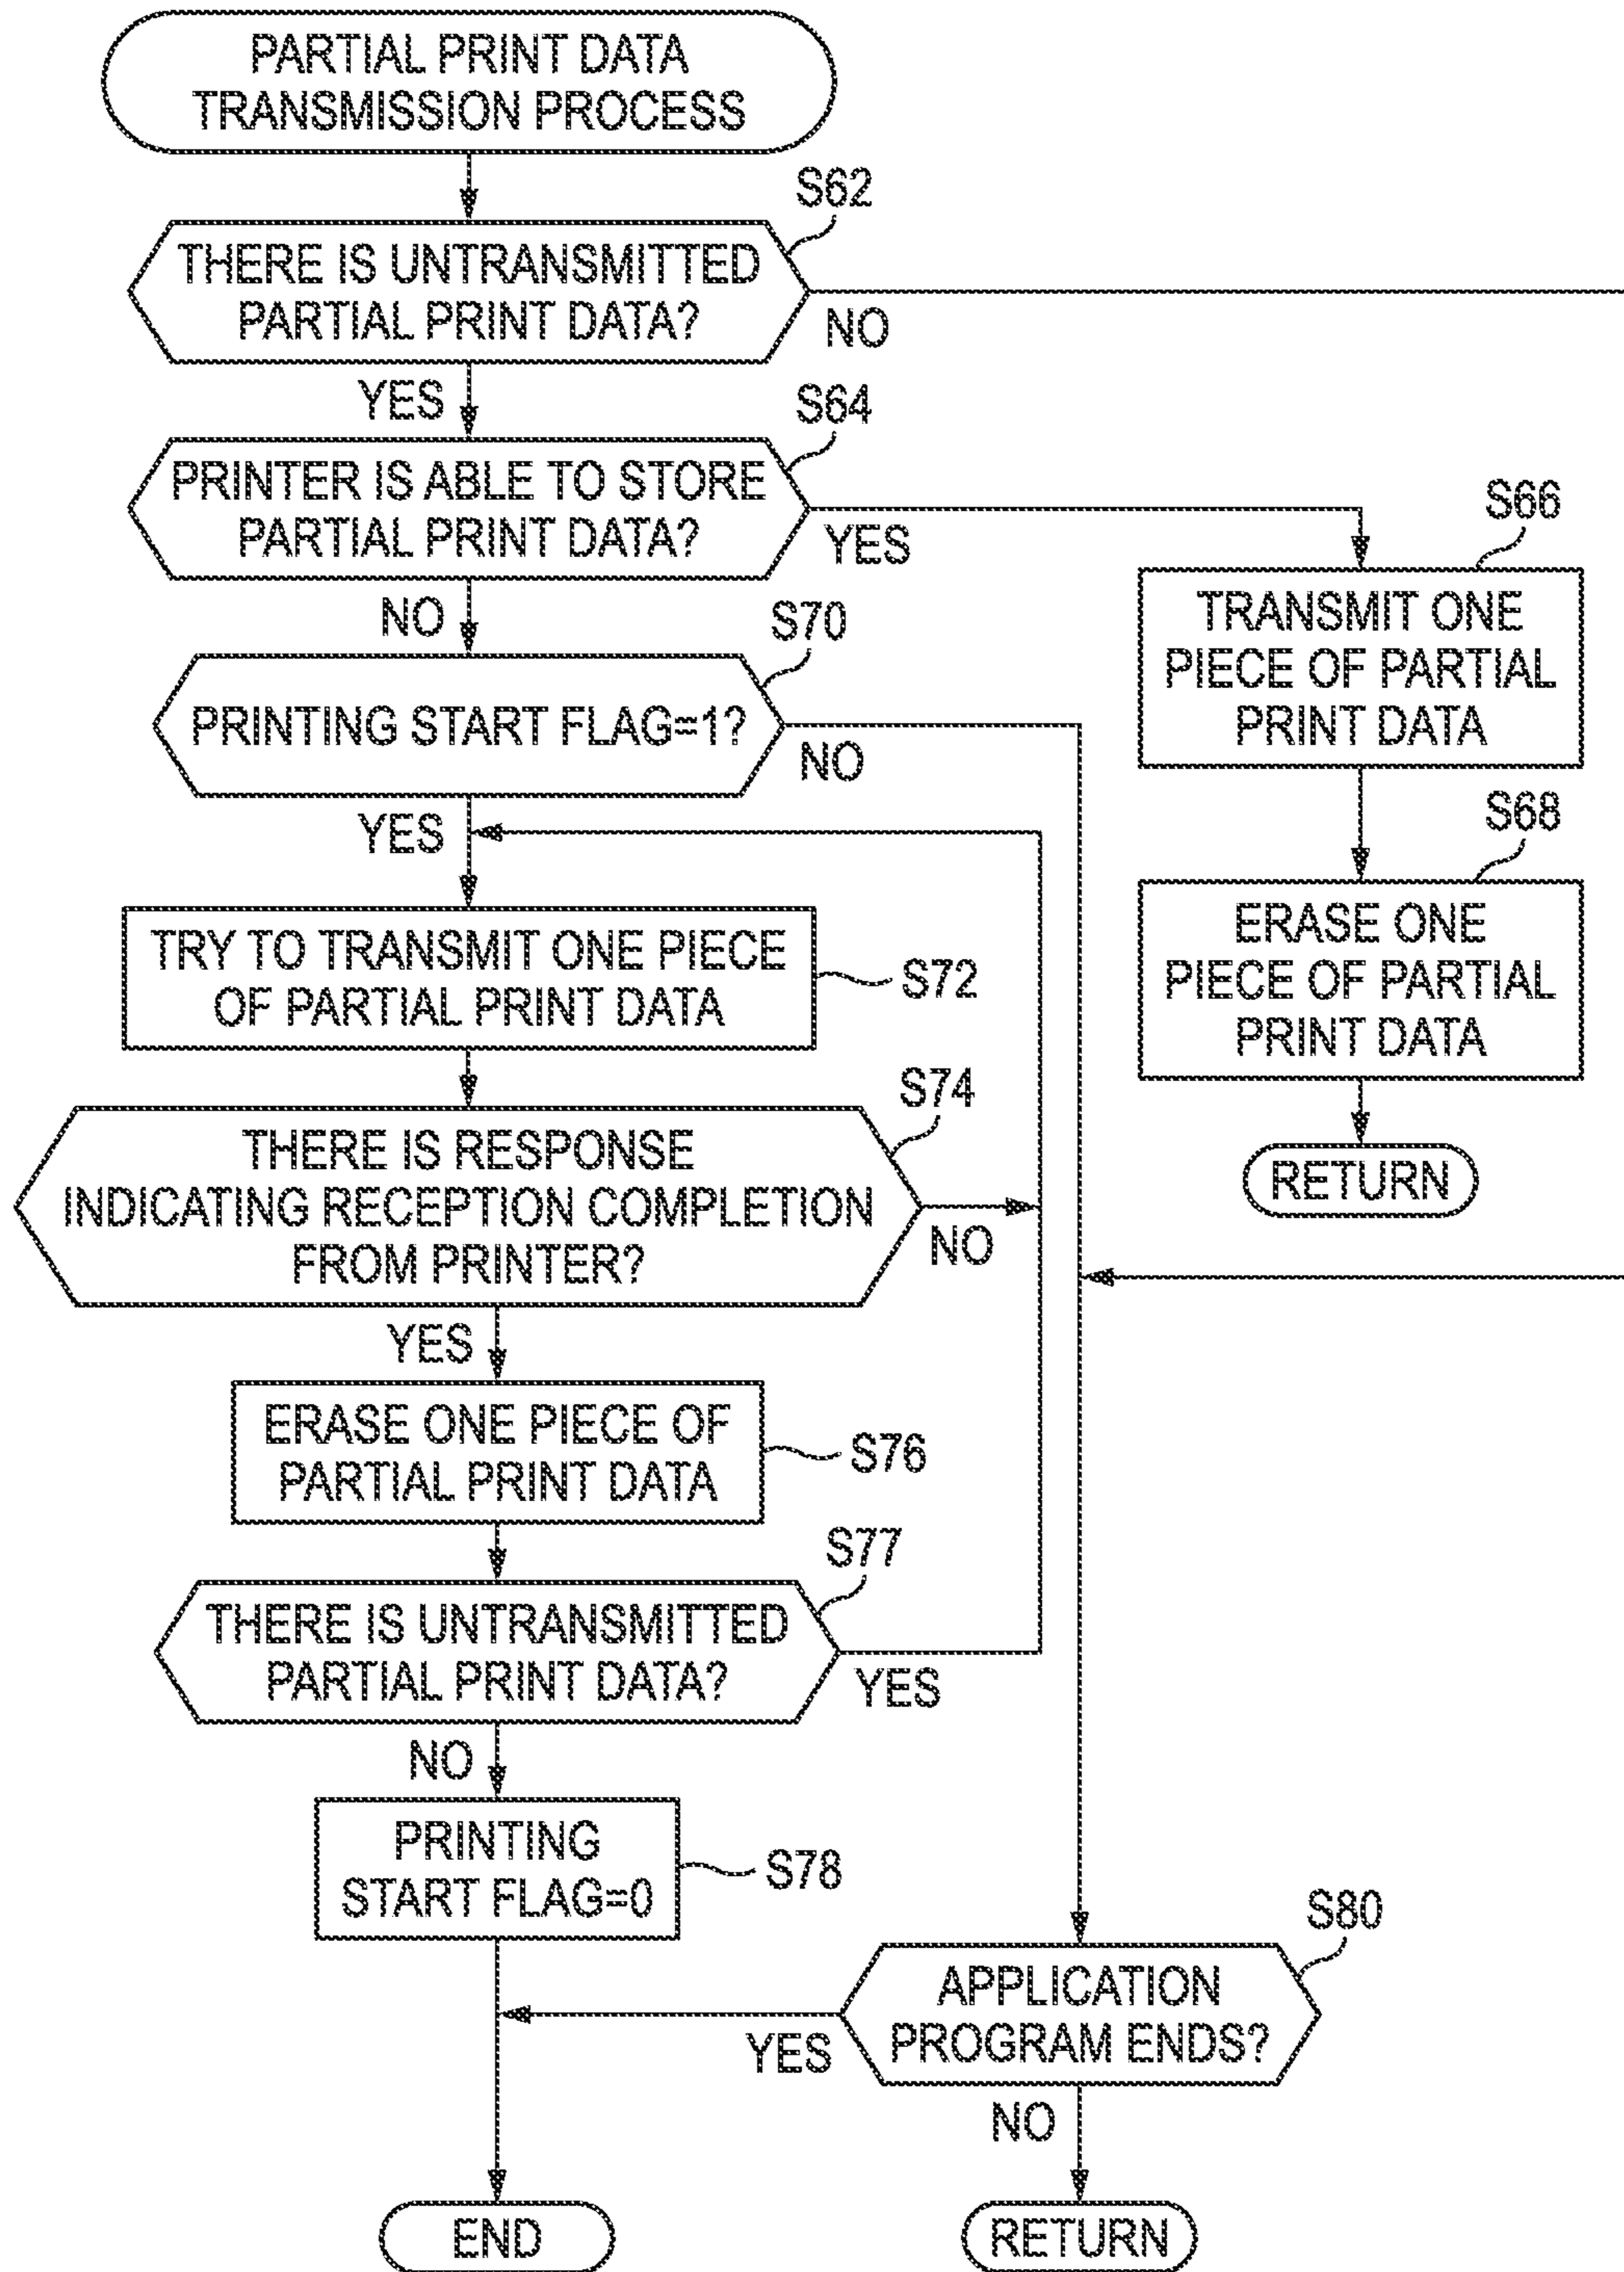 PARTIAL PRINT DATA
TRANSMISSION PROCESS
S62
THERE IS UNTRANSMITTED
PARTIAL PRINT DATA?
NO
YES
S64
PRINTER IS ABLE TO STORE
PARTIAL PRINT DATA?
YES
NO
S66
TRANSMIT ONE
PIECE OF PARTIAL
PRINT DATA
S68
ERASE ONE
PIECE OF PARTIAL
PRINT DATA
RETURN
S70
PRINTING START FLAG=1?
NO
YES
TRY TO TRANSMIT ONE PIECE
OF PARTIAL PRINT DATA
S72
S74
THERE IS RESPONSE
INDICATING RECEPTION COMPLETION
FROM PRINTER?
NO
YES
ERASE ONE PIECE OF
PARTIAL PRINT DATA
S76
S77
THERE IS UNTRANSMITTED
PARTIAL PRINT DATA?
YES
NO
PRINTING
START FLAG=0
S78
S80
APPLICATION
PROGRAM ENDS?
YES
NO
END
RETURN